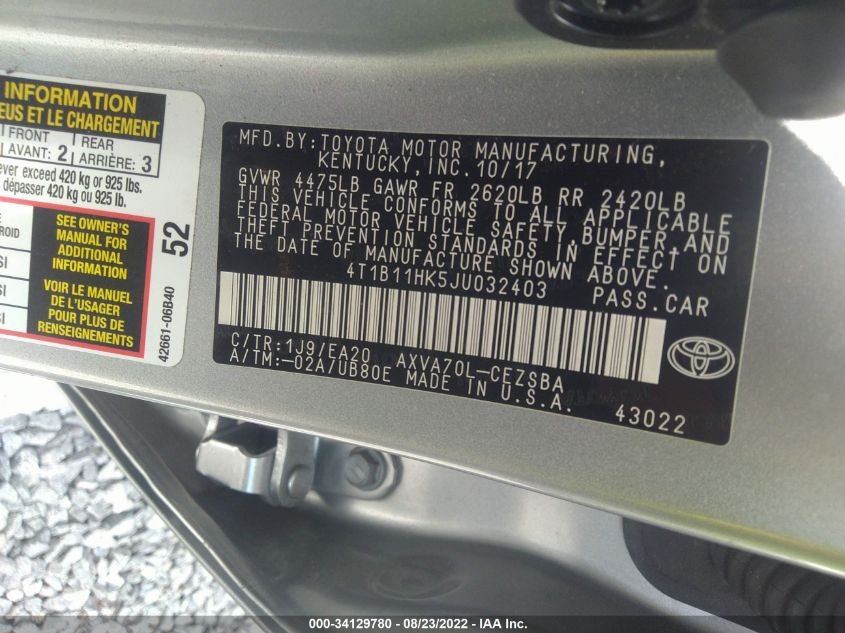 INFORMATION
EUS ET LE CHARGEMENT
FRONT
AVANT: 2
REAR
ARRIÈRE: 3
ver exceed 420 kg or 925 lbs.
dépasser 420 kg ou 925 lb.
SEE OWNER'S
MANUAL FOR
ADDITIONAL
INFORMATION
VOIR LE MANUEL
DE L'USAGER
POUR PLUS DE
RENSEIGNEMENTS
52
42661-06B40
MFD.BY:TOYOTA MOTOR MANUFACTURING,
KENTUCKY,INC.10/17
GVWR 4475LB GAWR FR 2620LB RR 2420LB
THIS VEHICLE CONFORMS TO ALL APPLICABLE
FEDERAL MOTOR VEHICLE SAFETY,BUMPER,AND
THEFT PREVENTION STANDARDS IN EFFECT ON
THE DATE OF MANUFACTURE SHOWN ABOVE.
4T1B11HK5JU032403 PASS.CAR
C/TR:1J9/EA20 AXVA70L-CEZSBA
A/TM:-02A/UB80E MADE IN U.S.A.
43022
000-34129780 - 08/23/2022 - IAA Inc.